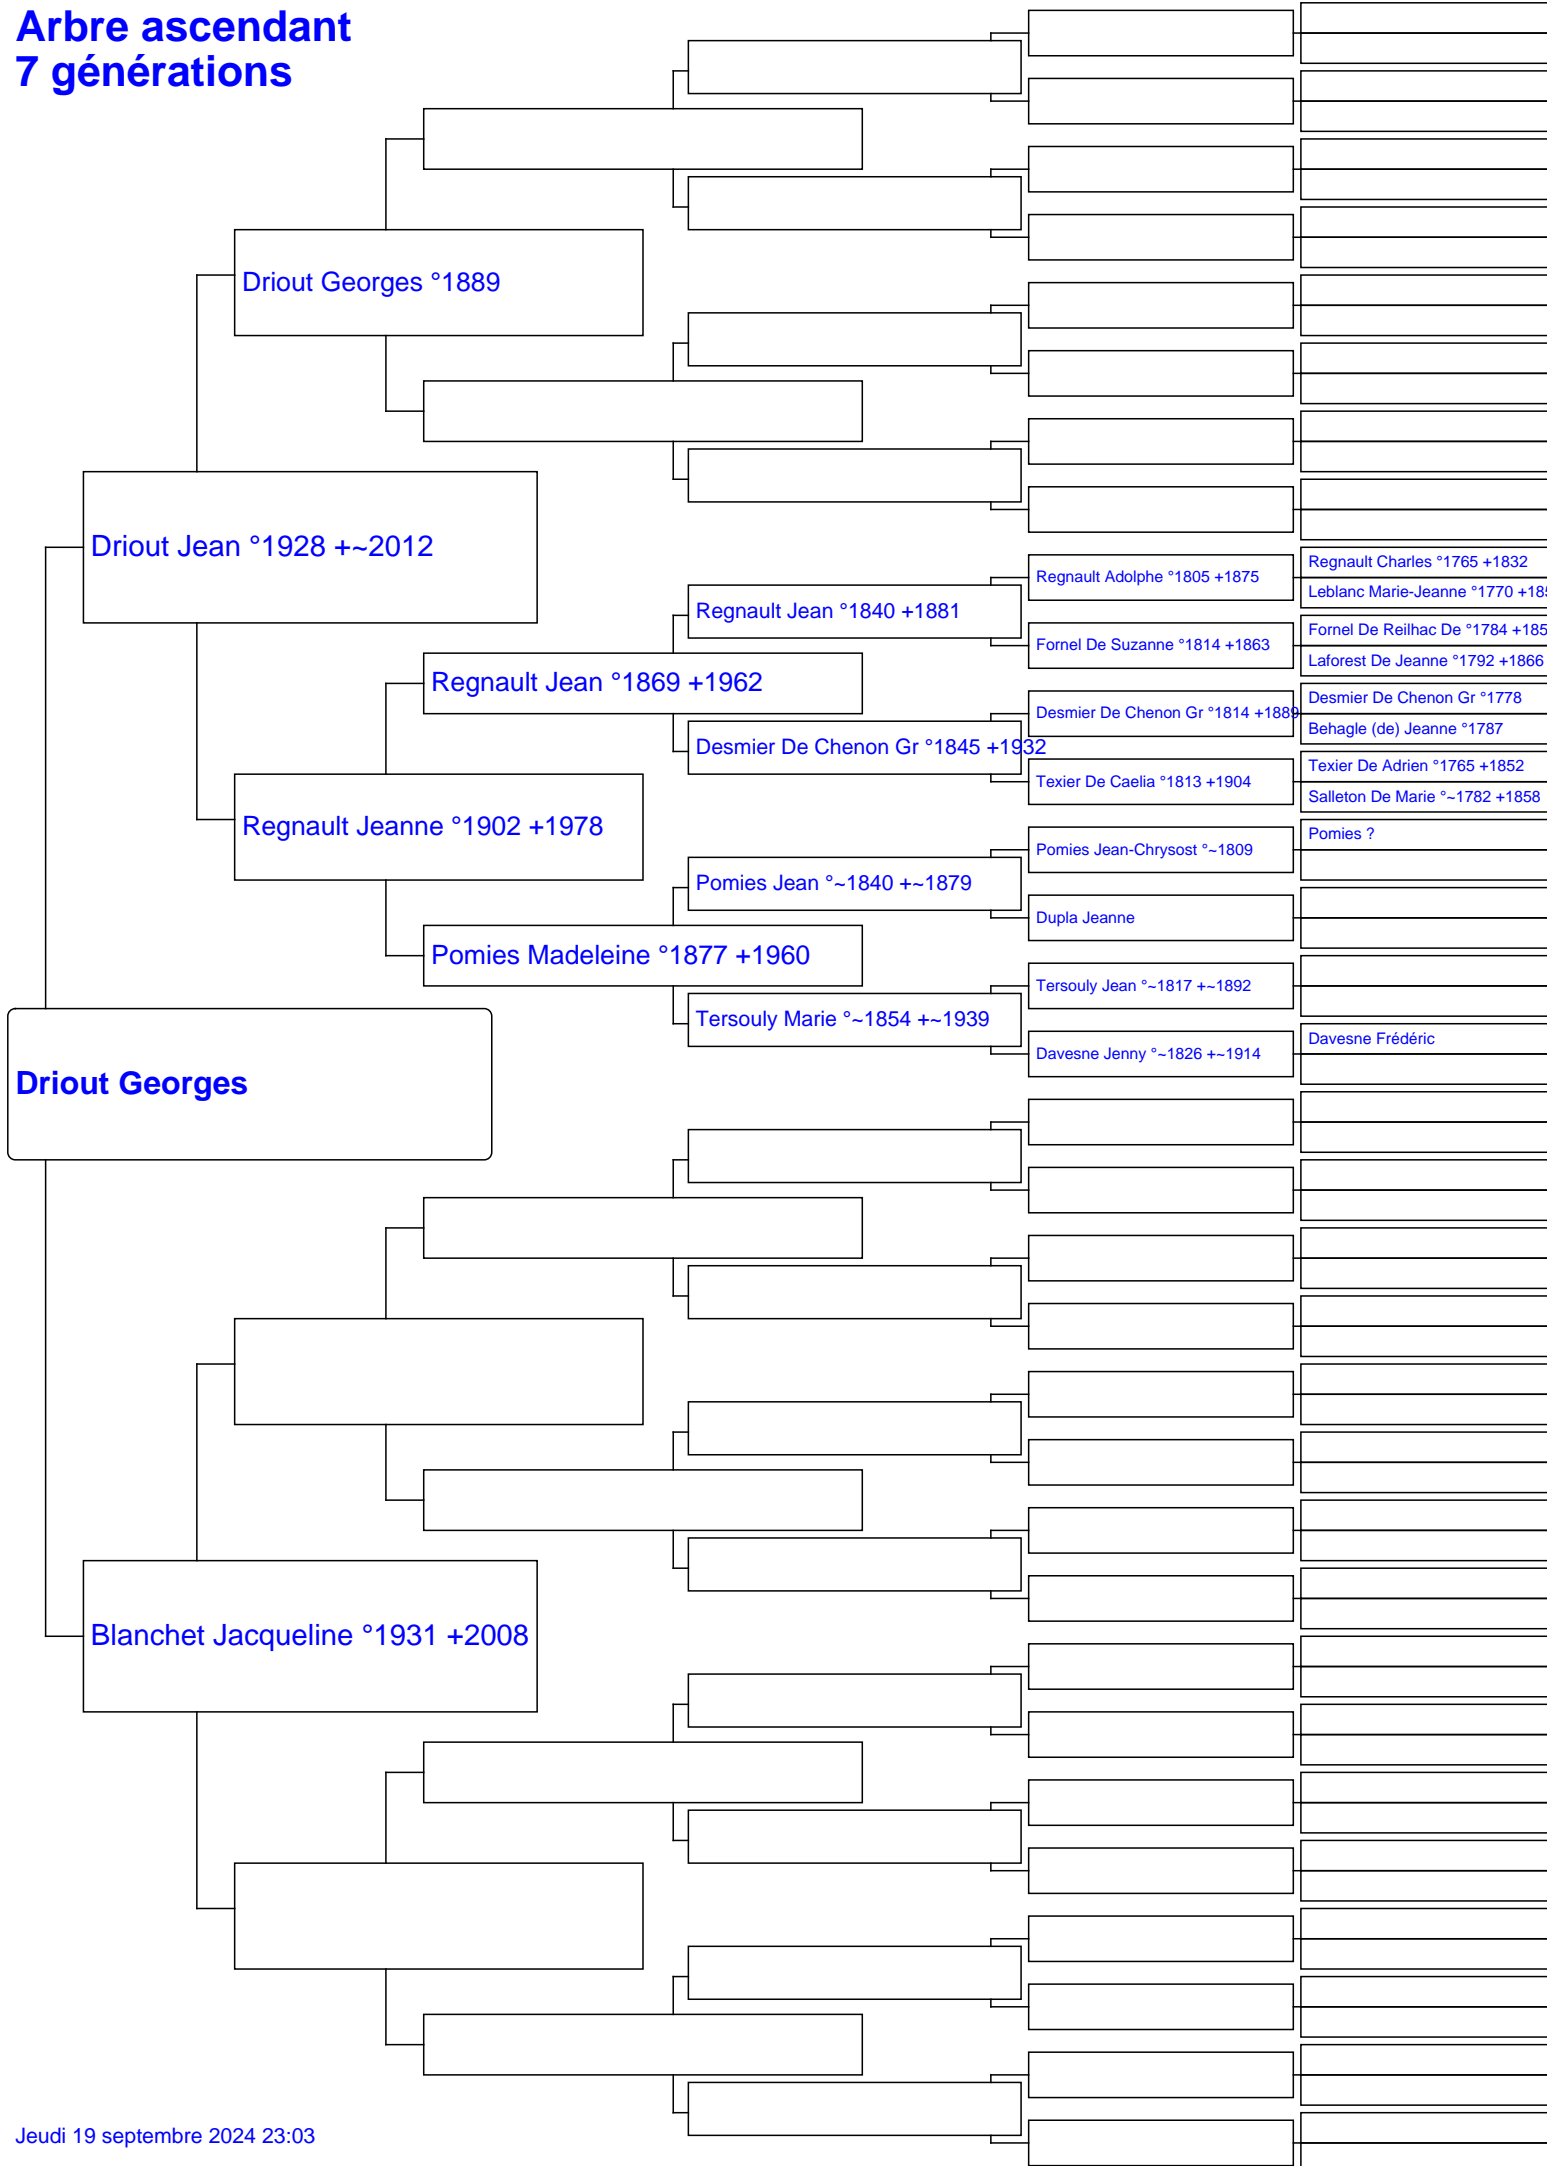 Arbre ascendant
7 générations
Driout Georges °1889
Driout Jean °1928 +~2012
Regnault Charles °1765 +1832
Regnault Adolphe °1805 +1875
Leblanc Marie-Jeanne °1770
Regnault Jean °1840 +1881
Fornel De Reilhac De °1784
Fornel De Suzanne °1814 +1863
Laforest De Jeanne °1792 +1866
Regnault Jean °1869 +1962
Desmier De Chenon Gr °1778
Desmier De Chenon Gr °1814 +1889
Behagle (de) Jeanne °1787
Desmier De Chenon Gr °1845 +1932
Texier De Adrien °1765 +1852
Texier De Caelia °1813 +1904
Salleton De Marie °~1782 +1858
Regnault Jeanne °1902 +1978
Pomies ?
Pomies Jean-Chrysost °~1809
Pomies Jean °~1840 +~1879
Dupla Jeanne
Pomies Madeleine °1877 +1960
Tersouly Jean °~1817 +~1892
Tersouly Marie °~1854 +~1939
Davesne Frédéric
Davesne Jenny °~1826 +~1914
Driout Georges
Blanchet Jacqueline °1931 +2008
Jeudi 19 septembre 2024 23:03